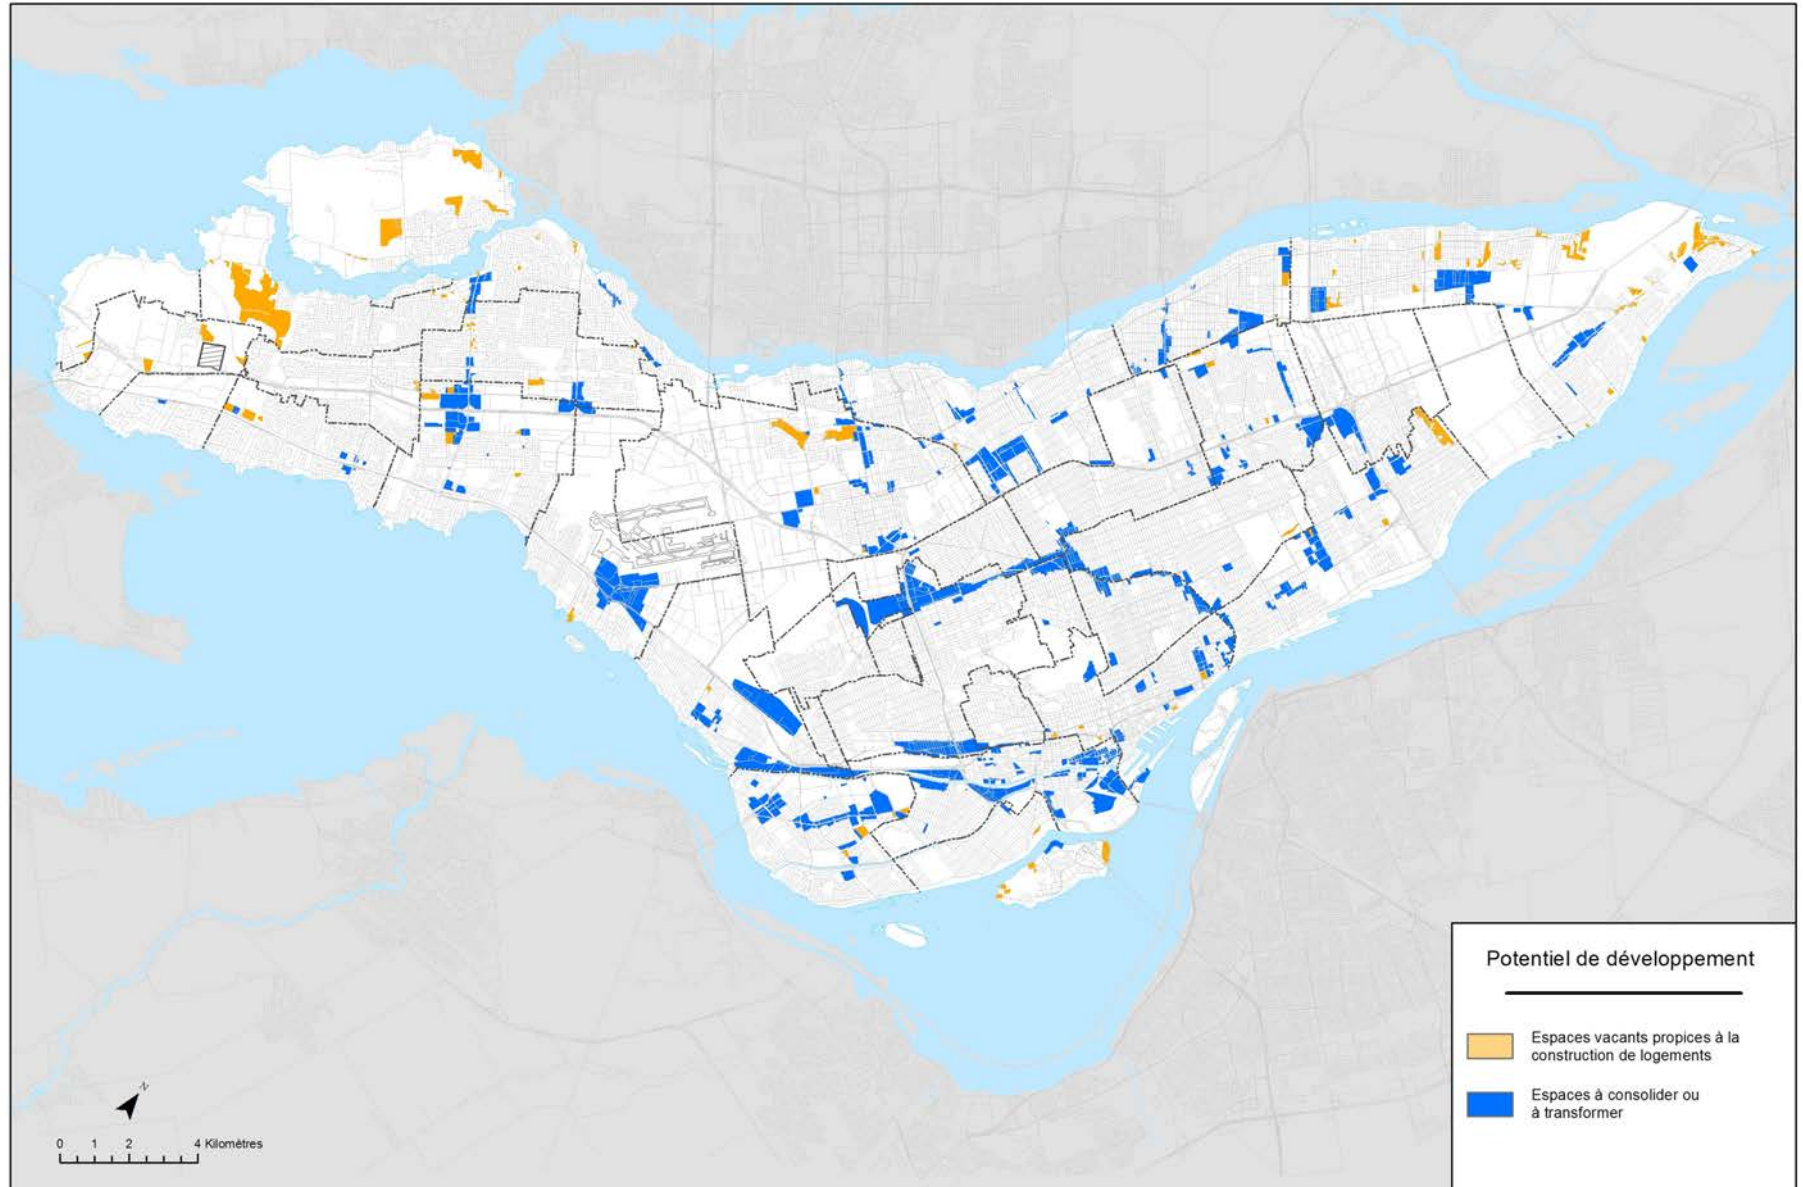 Potentiel de développement
Espaces vacants propices à la
construction de logements
Espaces à consolider ou
à transformer
N
0 1 2 4 Kilomètres